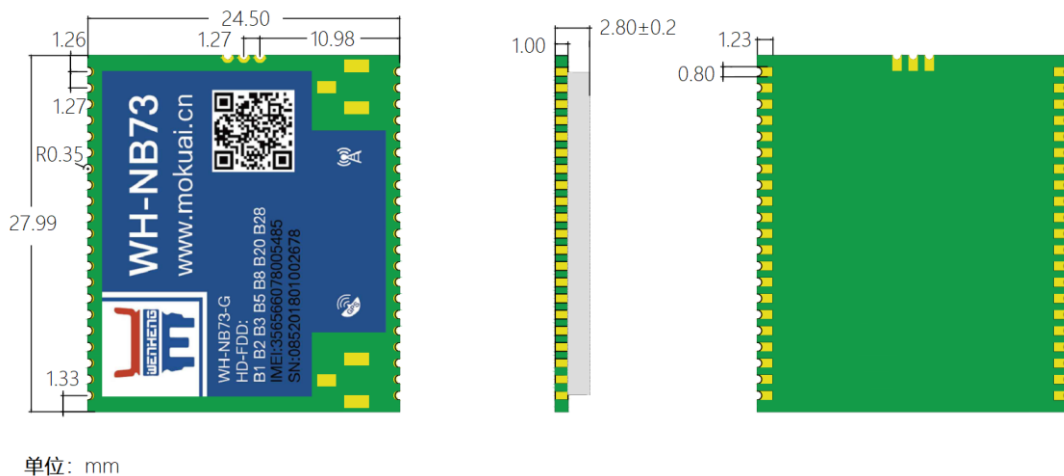 24.50
1.26
1.27
10.98
1.27
R0.35
27.99
1.33
WH-NB73
www.mokuai.cn
WENHENG
WH-NB73-G
HD-FDD:
B1 B2 B3 B5 B8 B20 B28
IMEI:356566078005485
SN:085201801002678
2.80±0.2
1.00
1.23
0.80
单位：mm